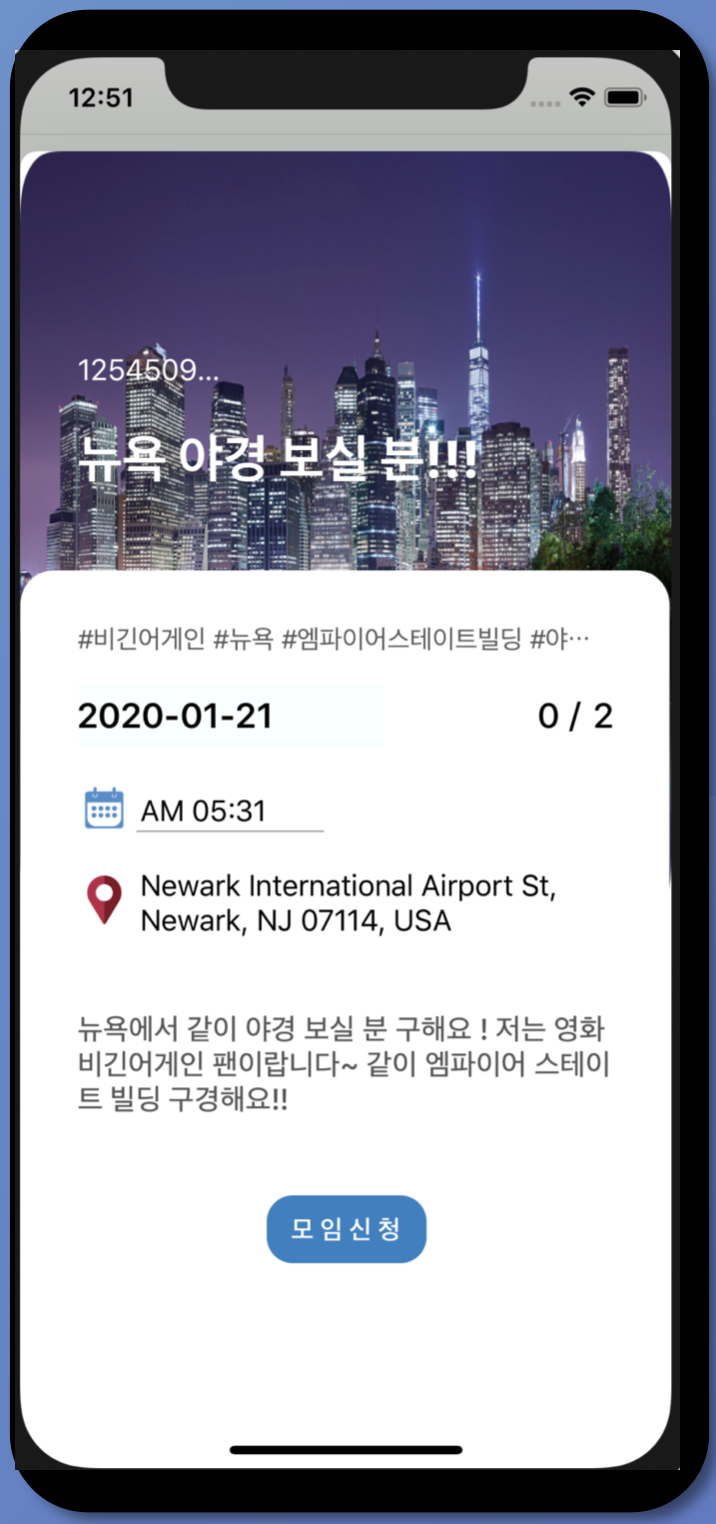 12:51
1254509...
뉴욕 야경 보실 분!!!
#비긴어게인 #뉴욕 #엠파이어스테이트빌딩 #야…
2020-01-21
0 / 2
AM 05:31
Newark International Airport St,
Newark, NJ 07114, USA
뉴욕에서 같이 야경 보실 분 구해요 ! 저는 영화
비긴어게인 팬이랍니다~ 같이 엠파이어 스테이
트 빌딩 구경해요!!
모임신청